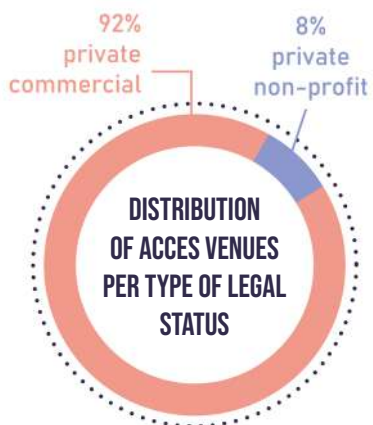 92%
private
commercial
8%
private
non-profit
DISTRIBUTION
OF ACCES VENUES
PER TYPE OF LEGAL
STATUS